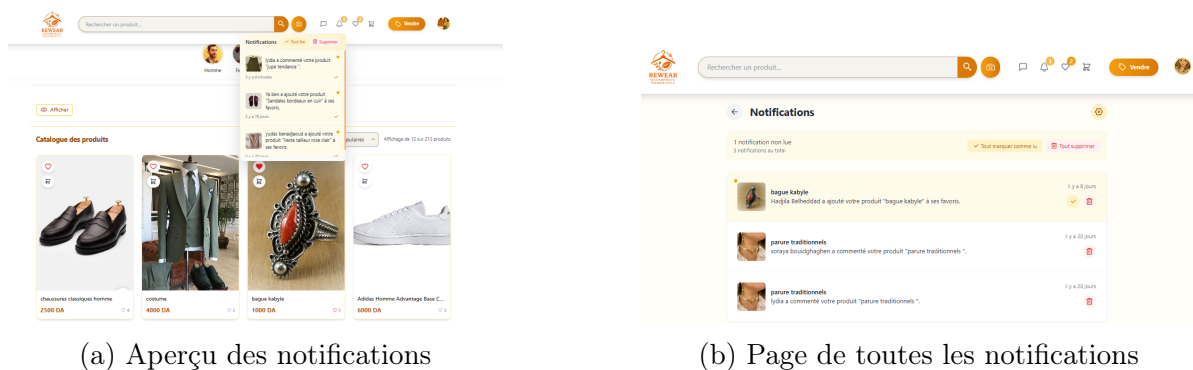 REWEAR
Rechercher un produit...
3
2
Vendre
Notifications
Tout lire
Supprimer
lydia a commenté votre produit
"jupe tendance ".
Il y a 4 minutes
Ya ben a ajouté votre produit
"Sandales bordeaux en cuir" à ses
favoris.
Il y a 18 jours
yudas benadjaoud a ajouté votre
produit "Veste tailleur rose clair" à
ses favoris.
Homme
Afficher
Catalogue des produits
Affichage de 12 sur 213 produits
chaussures classiques homme
2500 DA
4
costume
4000 DA
3
bague kabyle
1000 DA
Adidas Homme Advantage Base C...
6000 DA
3
(a) Aperçu des notifications
REWEAR
Rechercher un produit...
2
Vendre
Notifications
1 notification non lue
3 notifications au total
Tout marquer comme lu
Tout supprimer
bague kabyle
Hadjila Belheddad a ajouté votre produit "bague kabyle" à ses favoris.
Il y a 6 jours
parure traditionnels
soraya bouidghaghen a commenté votre produit "parure traditionnels ".
Il y a 20 jours
parure traditionnels
lydia a commenté votre produit "parure traditionnels ".
Il y a 20 jours
(b) Page de toutes les notifications